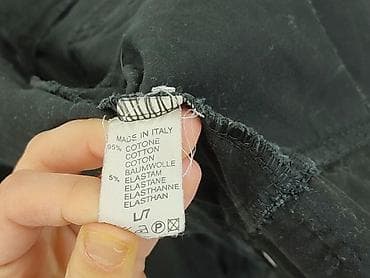 MADE IN ITALY
95% COTONE
COTTON
COTON
BAUMWOLLE
5% ELASTAM
ELASTANE
ELASTHANNE
ELASTHAN
L/7
P